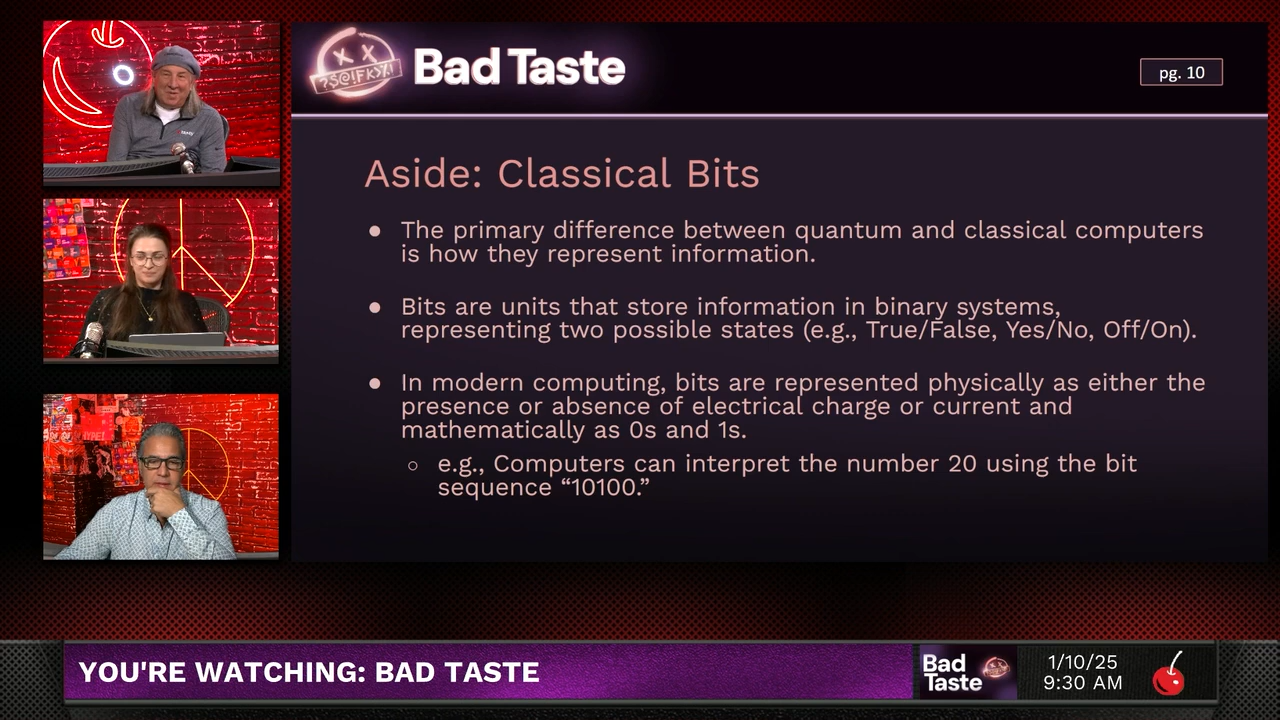 ?$@!FK%?!
Bad Taste
pg. 10
Aside: Classical Bits
● The primary difference between quantum and classical computers
is how they represent information.
● Bits are units that store information in binary systems,
representing two possible states (e.g., True/False, Yes/No, Off/On).
● In modern computing, bits are represented physically as either the
presence or absence of electrical charge or current and
mathematically as 0s and 1s.
○ e.g., Computers can interpret the number 20 using the bit
sequence “10100.”
YOU'RE WATCHING: BAD TASTE
Bad
Taste
1/10/25
9:30 AM